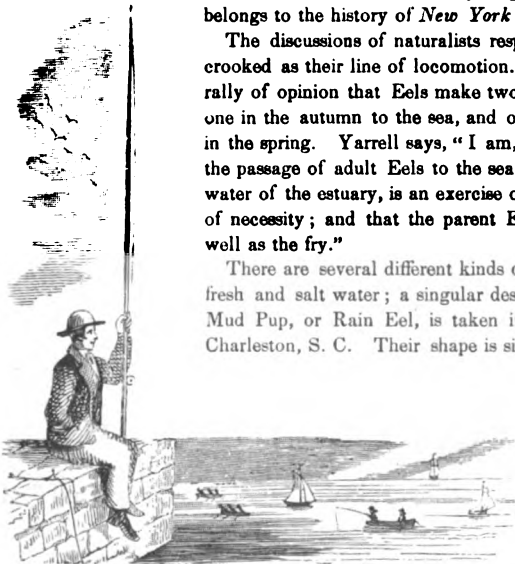 belongs to the history of New York
The discussions of naturalists res
crooked as their line of locomotion.
rally of opinion that Eels make two
one in the autumn to the sea, and o
in the spring. Yarrell says, “ I am,
the passage of adult Eels to the sea
water of the estuary, is an exercise o
of necessity ; and that the parent E
well as the fry.”
There are several different kinds o
fresh and salt water ; a singular des
Mud Pup, or Rain Eel, is taken i
Charleston, S. C. Their shape is si